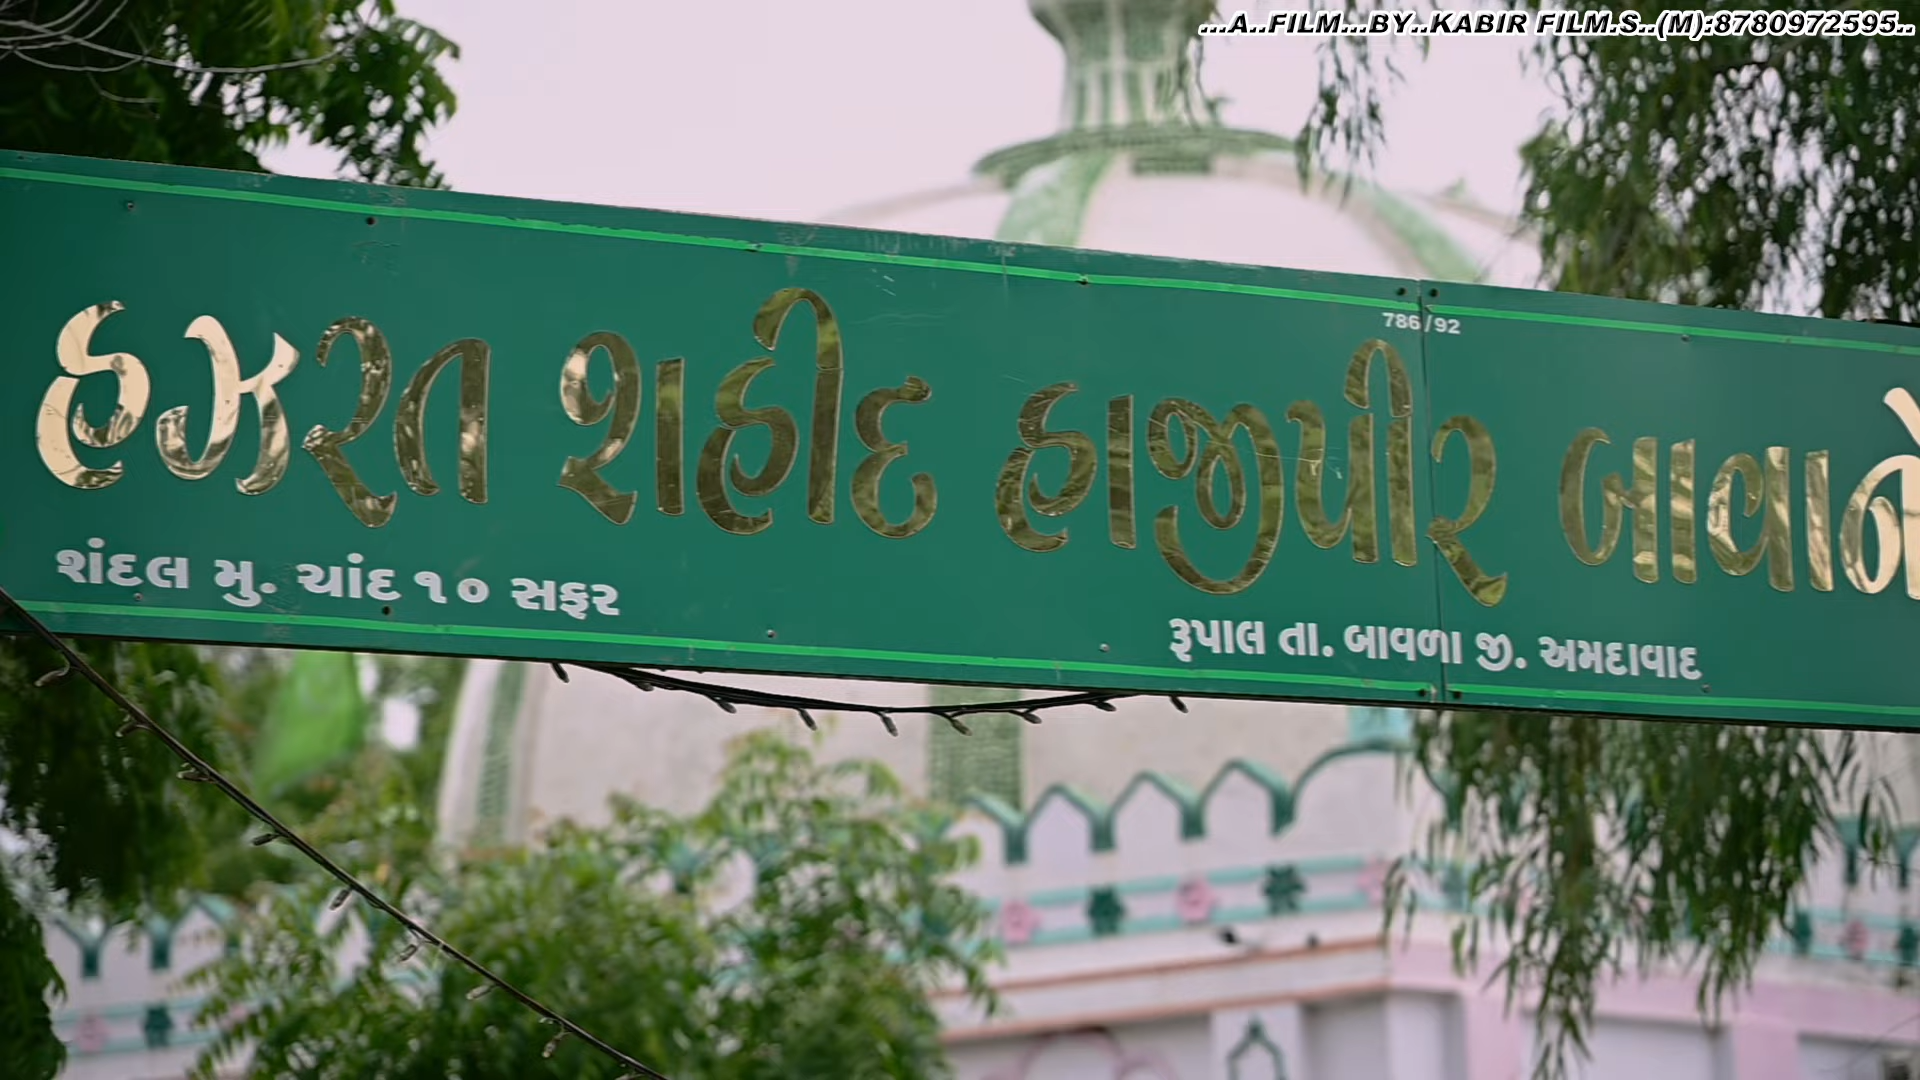 ...A..FILM...BY..KABIR FILM.S..(M):8780972595..
786/92
હઝરત શહીદ હાજીપીર બાવાને
શંદલ મુ. ચાંદ ૧૦ સફર
રૂપાલ તા. બાવળા જી. અમદાવાદ